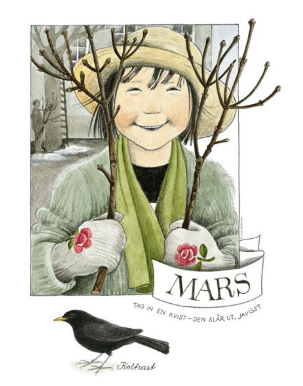 MARS
TAG IN EN KVIST – DEN SLÅR UT, JAVISST
Koltrast